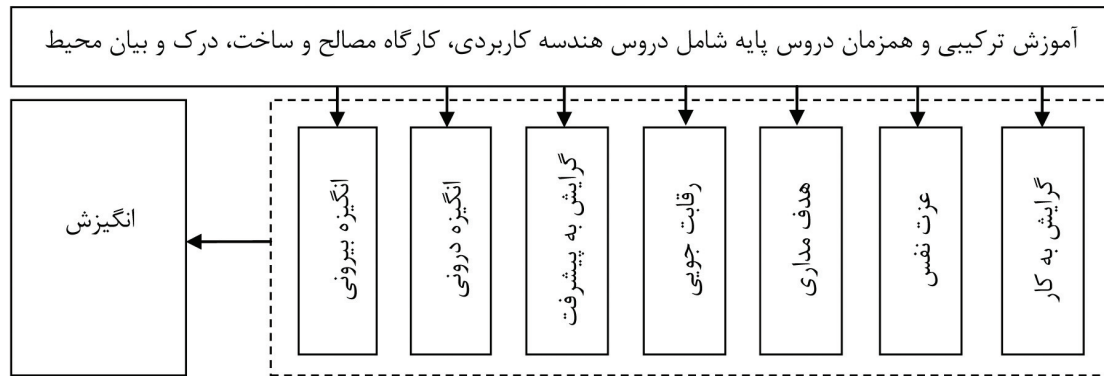 آموزش ترکیبی و همزمان دروس پایه شامل دروس هندسه کاربردی، کارگاه مصالح و ساخت، درک و بیان محیط
گرایش به کار
عزت نفس
هدف مداری
رقابت جویی
گرایش به پیشرفت
انگیزه درونی
انگیزه بیرونی
انگیزش